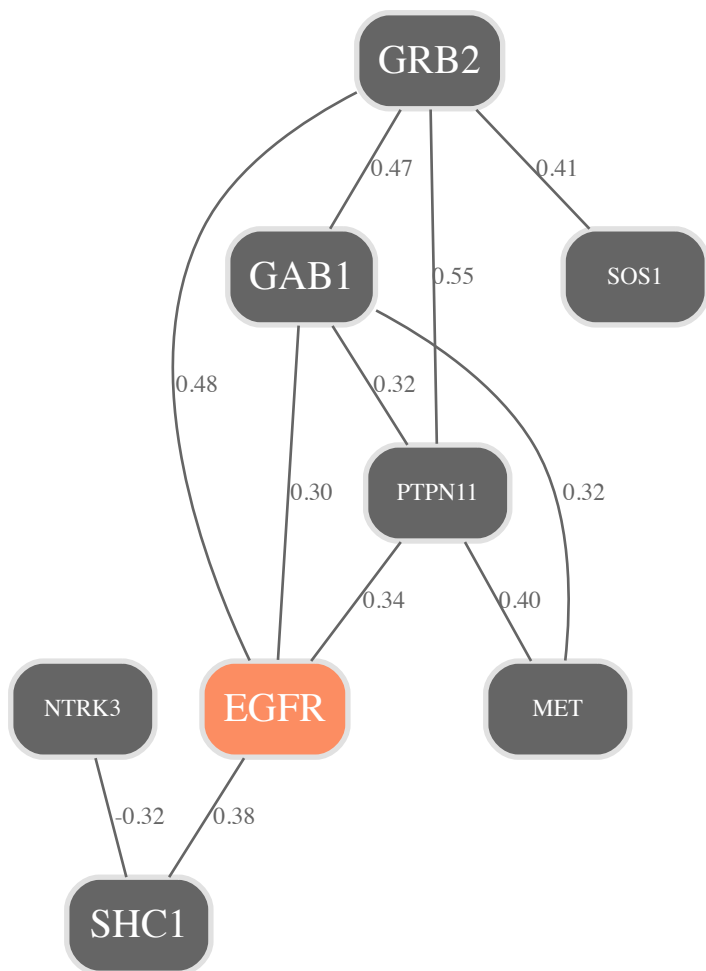 GRB2
0.47
0.41
GAB1
0.55
SOS1
0.48
0.32
0.30
PTPN11
0.32
0.34
0.40
NTRK3
EGFR
MET
-0.32
0.38
SHC1